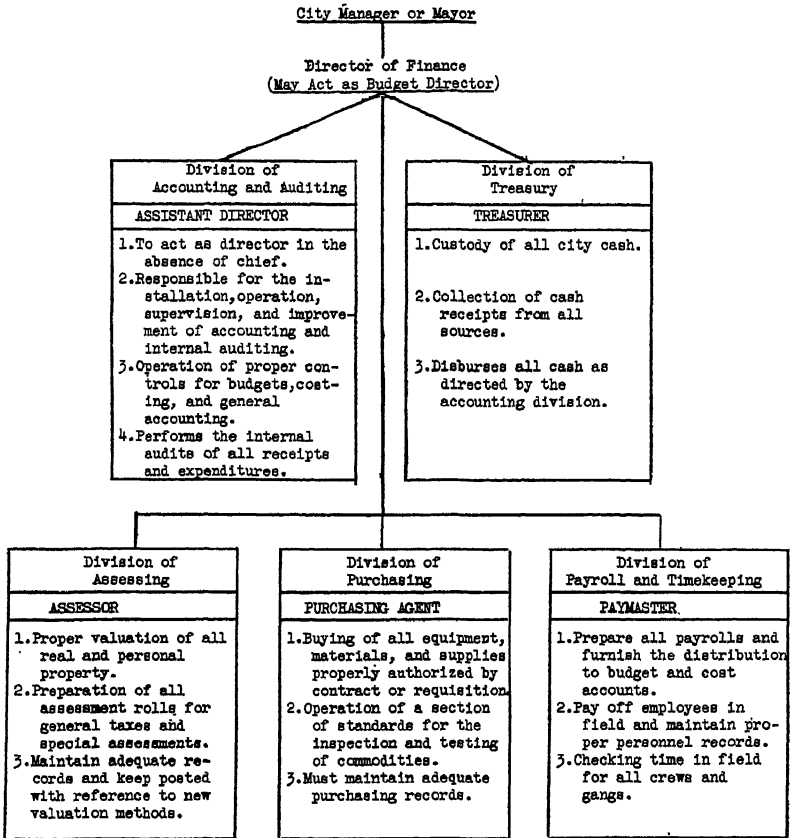 City Manager or Mayor
Director of Finance
(May Act as Budget Director)
Division of
Accounting and Auditing
ASSISTANT DIRECTOR
1.To act as director in the
absence of chief.
2.Responsible for the in-
stallation,operation,
supervision, and improve-
ment of accounting and
internal auditing.
3.Operation of proper con-
trols for budgets,cost-
ing, and general
accounting.
4.Performs the internal
audits of all receipts
and expenditures.
Division of
Treasury
TREASURER
1.Custody of all city cash.
2.Collection of cash
receipts from all
sources.
3.Disburses all cash as
directed by the
accounting division.
Division of
Assessing
ASSESSOR
1.Proper valuation of all
real and personal
property.
2.Preparation of all
assessment rolls for
general taxes and
special assessments.
3.Maintain adequate re-
cords and keep posted
with reference to new
valuation methods.
Division of
Purchasing
PURCHASING AGENT
1.Buying of all equipment,
materials, and supplies
properly authorized by
contract or requisition
2.Operation of a section
of standards for the
inspection and testing
of commodities.
3.Must maintain adequate
purchasing records.
Division of
Payroll and Timekeeping
PAYMASTER
1.Prepare all payrolls and
furnish the distribution
to budget and cost
accounts.
2.Pay off employees in
field and maintain pro-
per personnel records.
3.Checking time in field
for all crews and
gangs.